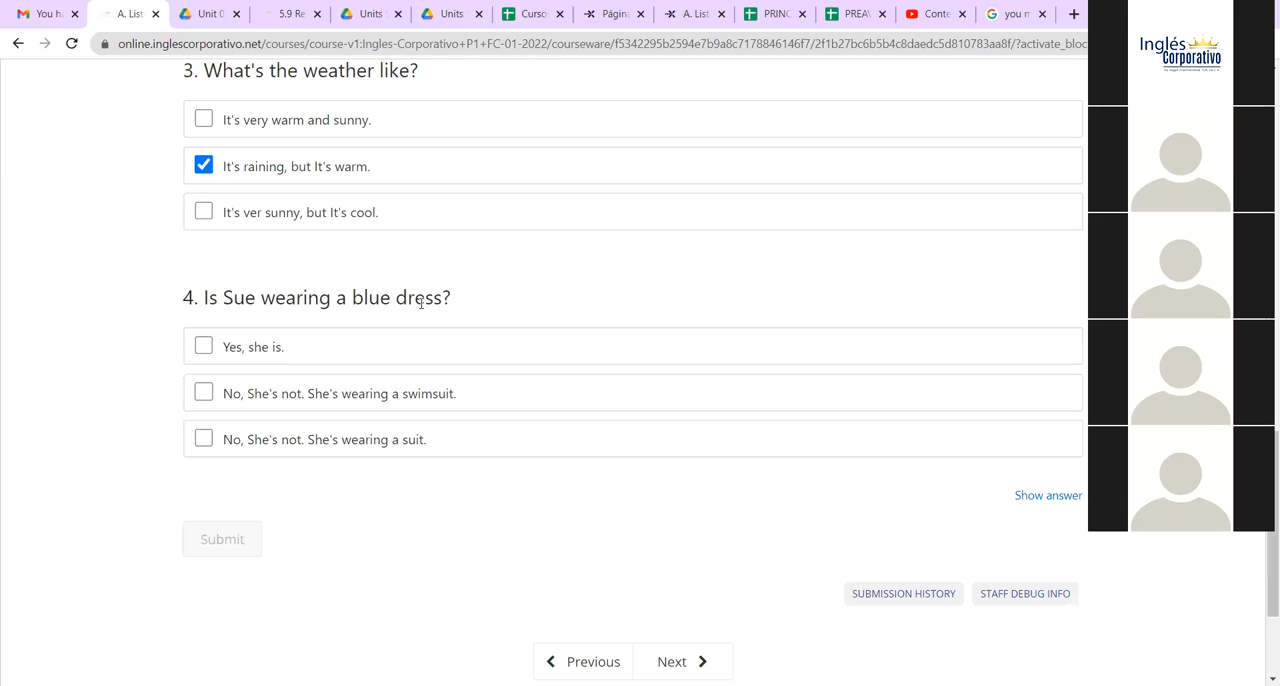 You ha
A. List
Unit 0
5.9 Re
Units
Units
Curso
Págin
A. List
PRINC
PREAV
Conte
you m
online.inglescorporativo.net/courses/course-v1:Ingles-Corporativo+P1+FC-01-2022/courseware/f5342295b2594e7b9a8c7178846146f7/2f1b27bc6b5b4c8daedc5d810783aa8f/?activate_bloc
Inglés
Corporativo
3. What's the weather like?
It's very warm and sunny.
It's raining, but It's warm.
It's ver sunny, but It's cool.
4. Is Sue wearing a blue dress?
Yes, she is.
No, She's not. She's wearing a swimsuit.
No, She's not. She's wearing a suit.
Show answer
Submit
SUBMISSION HISTORY
STAFF DEBUG INFO
Previous
Next